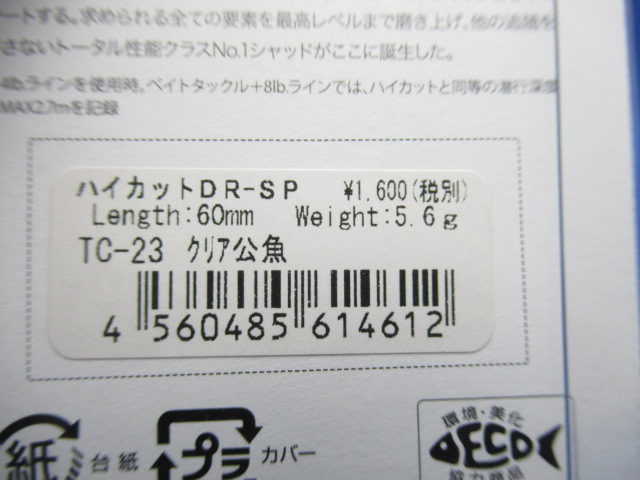 ートする。求められる全ての要素を最高レベルまで磨き上げ、他の追随を
さないトータル性能クラスNo.1シャッドがここに誕生した。
4lb.ラインを使用時。ベイトタックル+8lb.ラインでは、ハイカットと同等の潜行深度
MAX2.7mを記録
ハイカットDR-SP ¥1,600(税別)
Length:60mm Weight:5.6g
TC-23 クリア公魚
4 560485 614612
紙 台紙
プラ カバー
環境・美化
DECO
協力商品